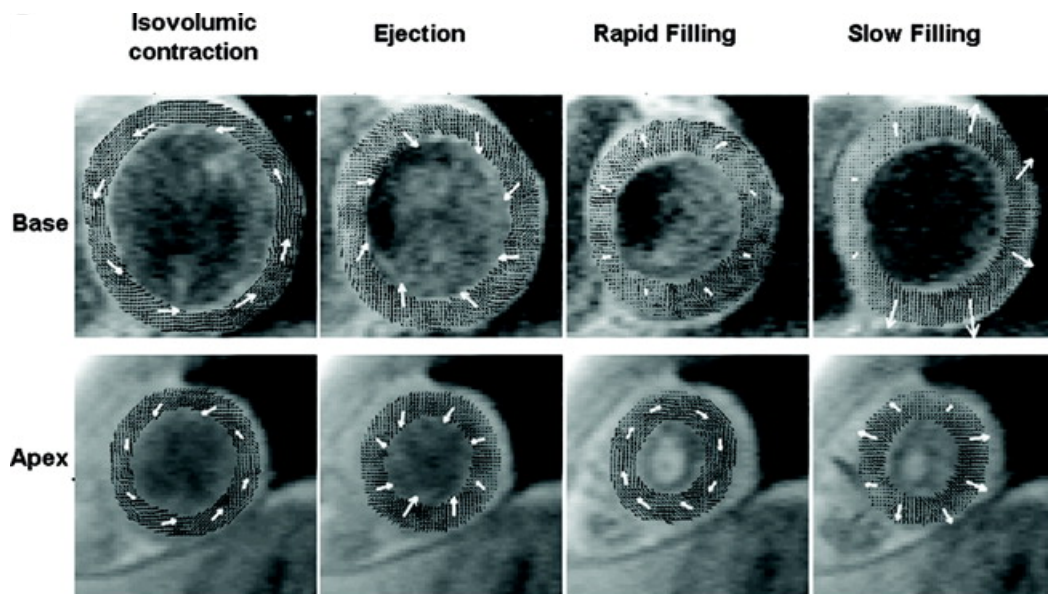 Isovolumic
contraction
Ejection
Rapid Filling
Slow Filling
Base
Apex